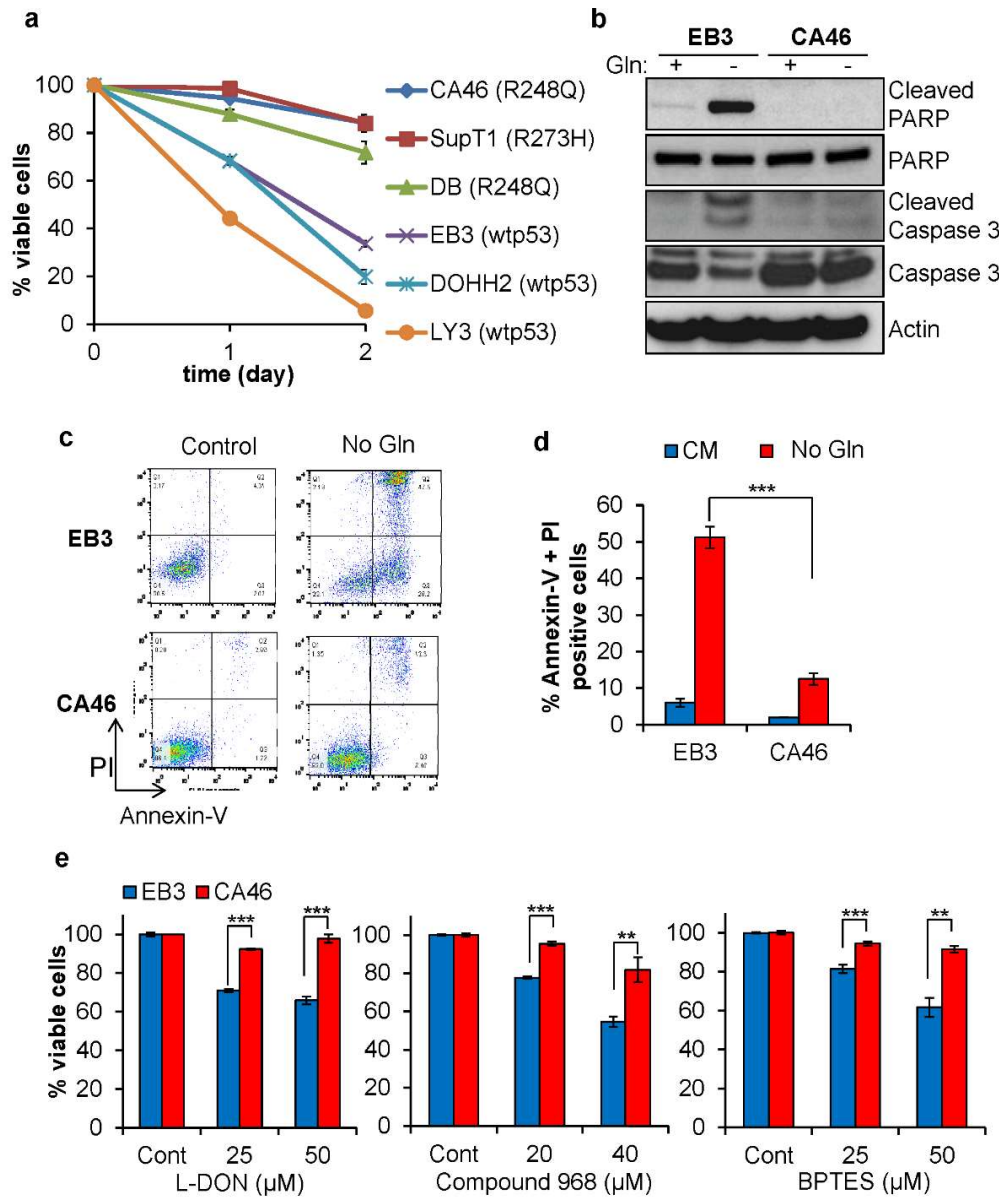 a
100
80
60
40
20
0
% viable cells
0
1
2
time (day)
CA46 (R248Q)
SupT1 (R273H)
DB (R248Q)
EB3 (wtp53)
DOHH2 (wtp53)
LY3 (wtp53)
b
EB3 CA46
Gln: + - + -
Cleaved
PARP
PARP
Cleaved
Caspase 3
Caspase 3
Actin
c
Control No Gln
EB3
CA46
PI
Annexin-V
Q1
Q2
Q3
Q4
d
CM No Gln
***
60
50
40
30
20
10
0
% Annexin-V + PI
positive cells
EB3 CA46
e
EB3 CA46
% viable cells
100
80
60
40
20
0
*** ***
Cont 25 50
L-DON (µM)
100
80
60
40
20
0
*** **
Cont 20 40
Compound 968 (µM)
100
80
60
40
20
0
*** **
Cont 25 50
BPTES (µM)